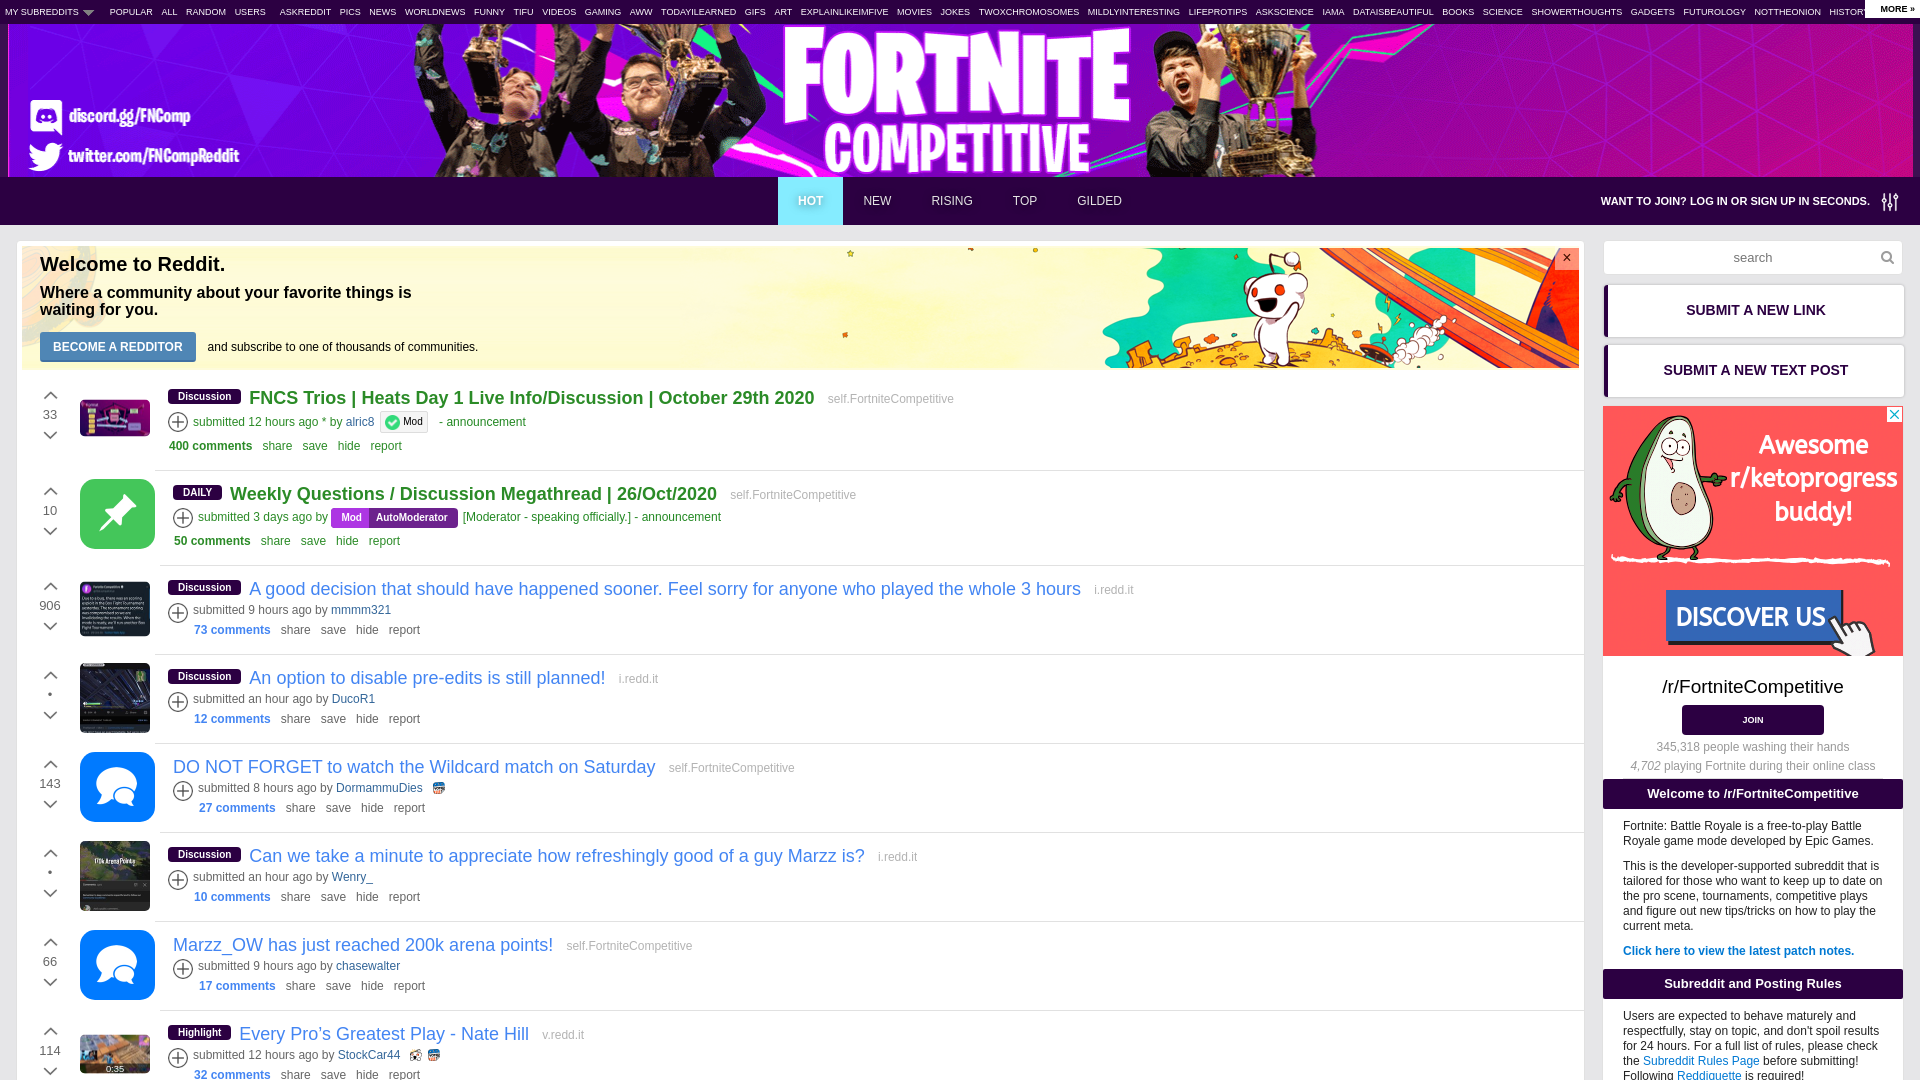 MY SUBREDDITS POPULAR ALL RANDOM USERS ASKREDDIT PICS NEWS WORLDNEWS FUNNY TIFU VIDEOS GAMING AWW TODAYILEARNED GIFS ART EXPLAINLIKEIMFIVE MOVIES JOKES TWOXCHROMOSOMES MILDLYINTERESTING LIFEPROTIPS ASKSCIENCE IAMA DATAISBEAUTIFUL BOOKS SCIENCE SHOWERTHOUGHTS GADGETS FUTUROLOGY NOTTHEONION HISTORY MORE »
FORTNITE
COMPETITIVE
discord.gg/FNComp
twitter.com/FNCompReddit
HOT NEW RISING TOP GILDED
WANT TO JOIN? LOG IN OR SIGN UP IN SECONDS.
Welcome to Reddit.
Where a community about your favorite things is
waiting for you.
BECOME A REDDITOR and subscribe to one of thousands of communities.
×
33
Discussion FNCS Trios | Heats Day 1 Live Info/Discussion | October 29th 2020 self.FortniteCompetitive
submitted 12 hours ago * by alric8 Mod - announcement
400 comments share save hide report
10
DAILY Weekly Questions / Discussion Megathread | 26/Oct/2020 self.FortniteCompetitive
submitted 3 days ago by Mod AutoModerator [Moderator - speaking officially.] - announcement
50 comments share save hide report
906
Discussion A good decision that should have happened sooner. Feel sorry for anyone who played the whole 3 hours i.redd.it
submitted 9 hours ago by mmmm321
73 comments share save hide report
•
Discussion An option to disable pre-edits is still planned! i.redd.it
submitted an hour ago by DucoR1
12 comments share save hide report
143
DO NOT FORGET to watch the Wildcard match on Saturday self.FortniteCompetitive
submitted 8 hours ago by DormammuDies
27 comments share save hide report
•
170k Arena Points
Discussion Can we take a minute to appreciate how refreshingly good of a guy Marzz is? i.redd.it
submitted an hour ago by Wenry_
10 comments share save hide report
66
Marzz_OW has just reached 200k arena points! self.FortniteCompetitive
submitted 9 hours ago by chasewalter
17 comments share save hide report
114
0:35
Highlight Every Pro’s Greatest Play - Nate Hill v.redd.it
submitted 12 hours ago by StockCar44
32 comments share save hide report
search
SUBMIT A NEW LINK
SUBMIT A NEW TEXT POST
Awesome
r/ketoprogress
buddy!
DISCOVER US
/r/FortniteCompetitive
JOIN
345,318 people washing their hands
4,702 playing Fortnite during their online class
Welcome to /r/FortniteCompetitive
Fortnite: Battle Royale is a free-to-play Battle
Royale game mode developed by Epic Games.
This is the developer-supported subreddit that is
tailored for those who want to keep up to date on
the pro scene, tournaments, competitive plays
and figure out new tips/tricks on how to play the
current meta.
Click here to view the latest patch notes.
Subreddit and Posting Rules
Users are expected to behave maturely and
respectfully, stay on topic, and don't spoil results
for 24 hours. For a full list of rules, please check
the Subreddit Rules Page before submitting!
Following Reddiquette is required!